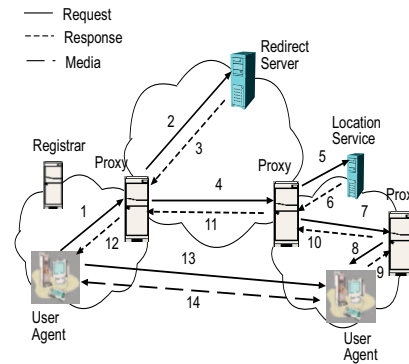 Request
Response
Media
Redirect
Server
2
3
Registrar
Proxy
Location
Service
5
Proxy
6
4
Prox
1
7
11
12
10
8
13
9
14
User
Agent
User
Agent